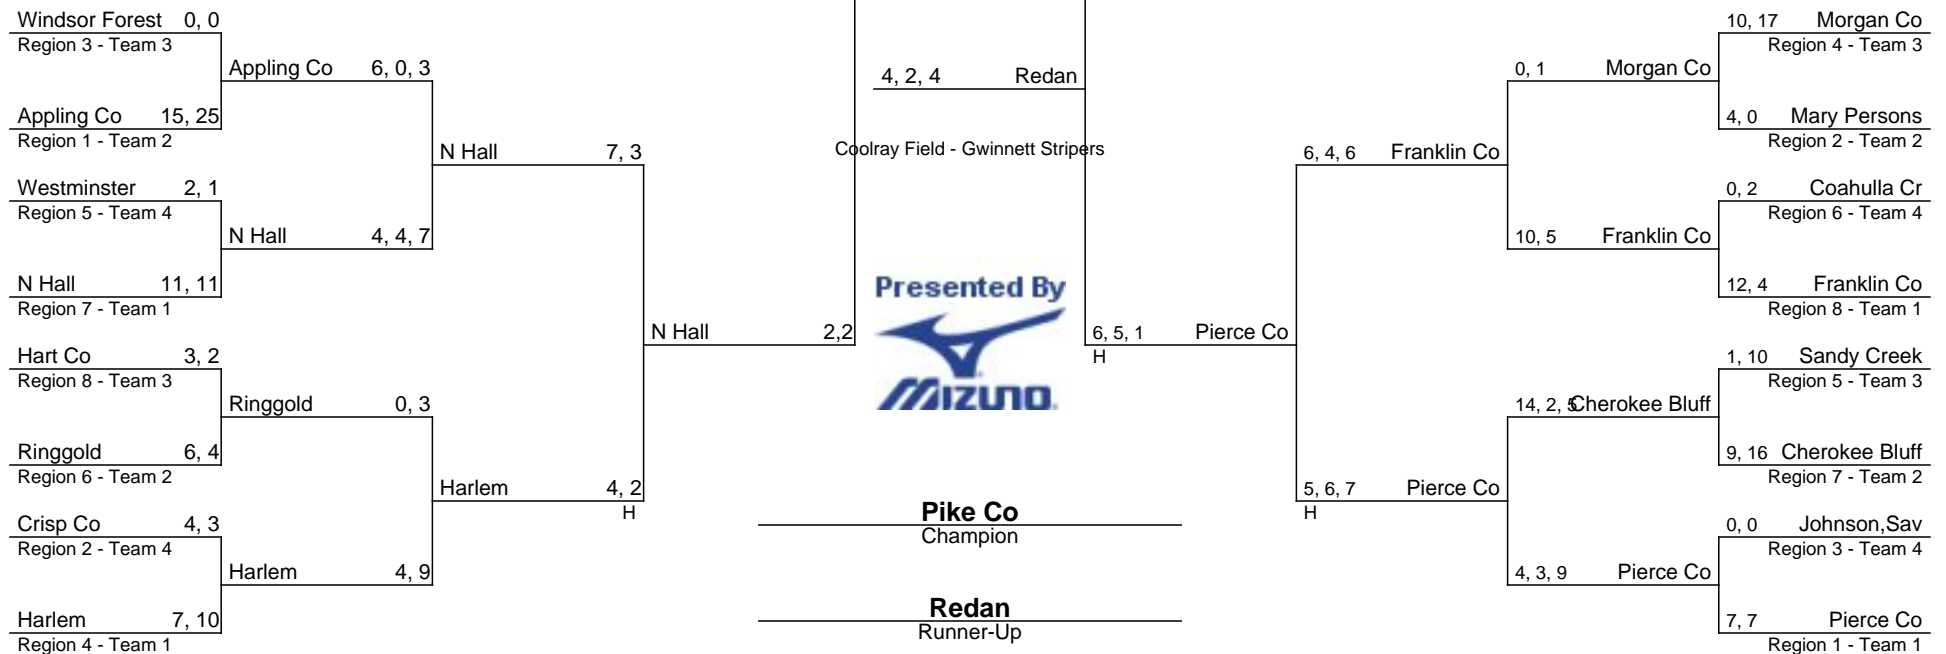 Windsor Forest 0, 0
Region 3 - Team 3
Appling Co 6, 0, 3
Appling Co 15, 25
Region 1 - Team 2
N Hall 7, 3
Westminster 2, 1
Region 5 - Team 4
N Hall 4, 4, 7
N Hall 11, 11
Region 7 - Team 1
N Hall 2,2
Hart Co 3, 2
Region 8 - Team 3
Ringgold 0, 3
Ringgold 6, 4
Region 6 - Team 2
Harlem 4, 2
H
Crisp Co 4, 3
Region 2 - Team 4
Harlem 4, 9
Harlem 7, 10
Region 4 - Team 1
4, 2, 4 Redan
Coolray Field - Gwinnett Stripers
Presented By
MIZUNO
Pike Co
Champion
Redan
Runner-Up
10, 17 Morgan Co
Region 4 - Team 3
0, 1 Morgan Co
4, 0 Mary Persons
Region 2 - Team 2
6, 4, 6 Franklin Co
0, 2 Coahulla Cr
Region 6 - Team 4
10, 5 Franklin Co
12, 4 Franklin Co
Region 8 - Team 1
6, 5, 1 Pierce Co
H
1, 10 Sandy Creek
Region 5 - Team 3
14, 2, 5 Cherokee Bluff
9, 16 Cherokee Bluff
Region 7 - Team 2
5, 6, 7 Pierce Co
H
0, 0 Johnson,Sav
Region 3 - Team 4
4, 3, 9 Pierce Co
7, 7 Pierce Co
Region 1 - Team 1